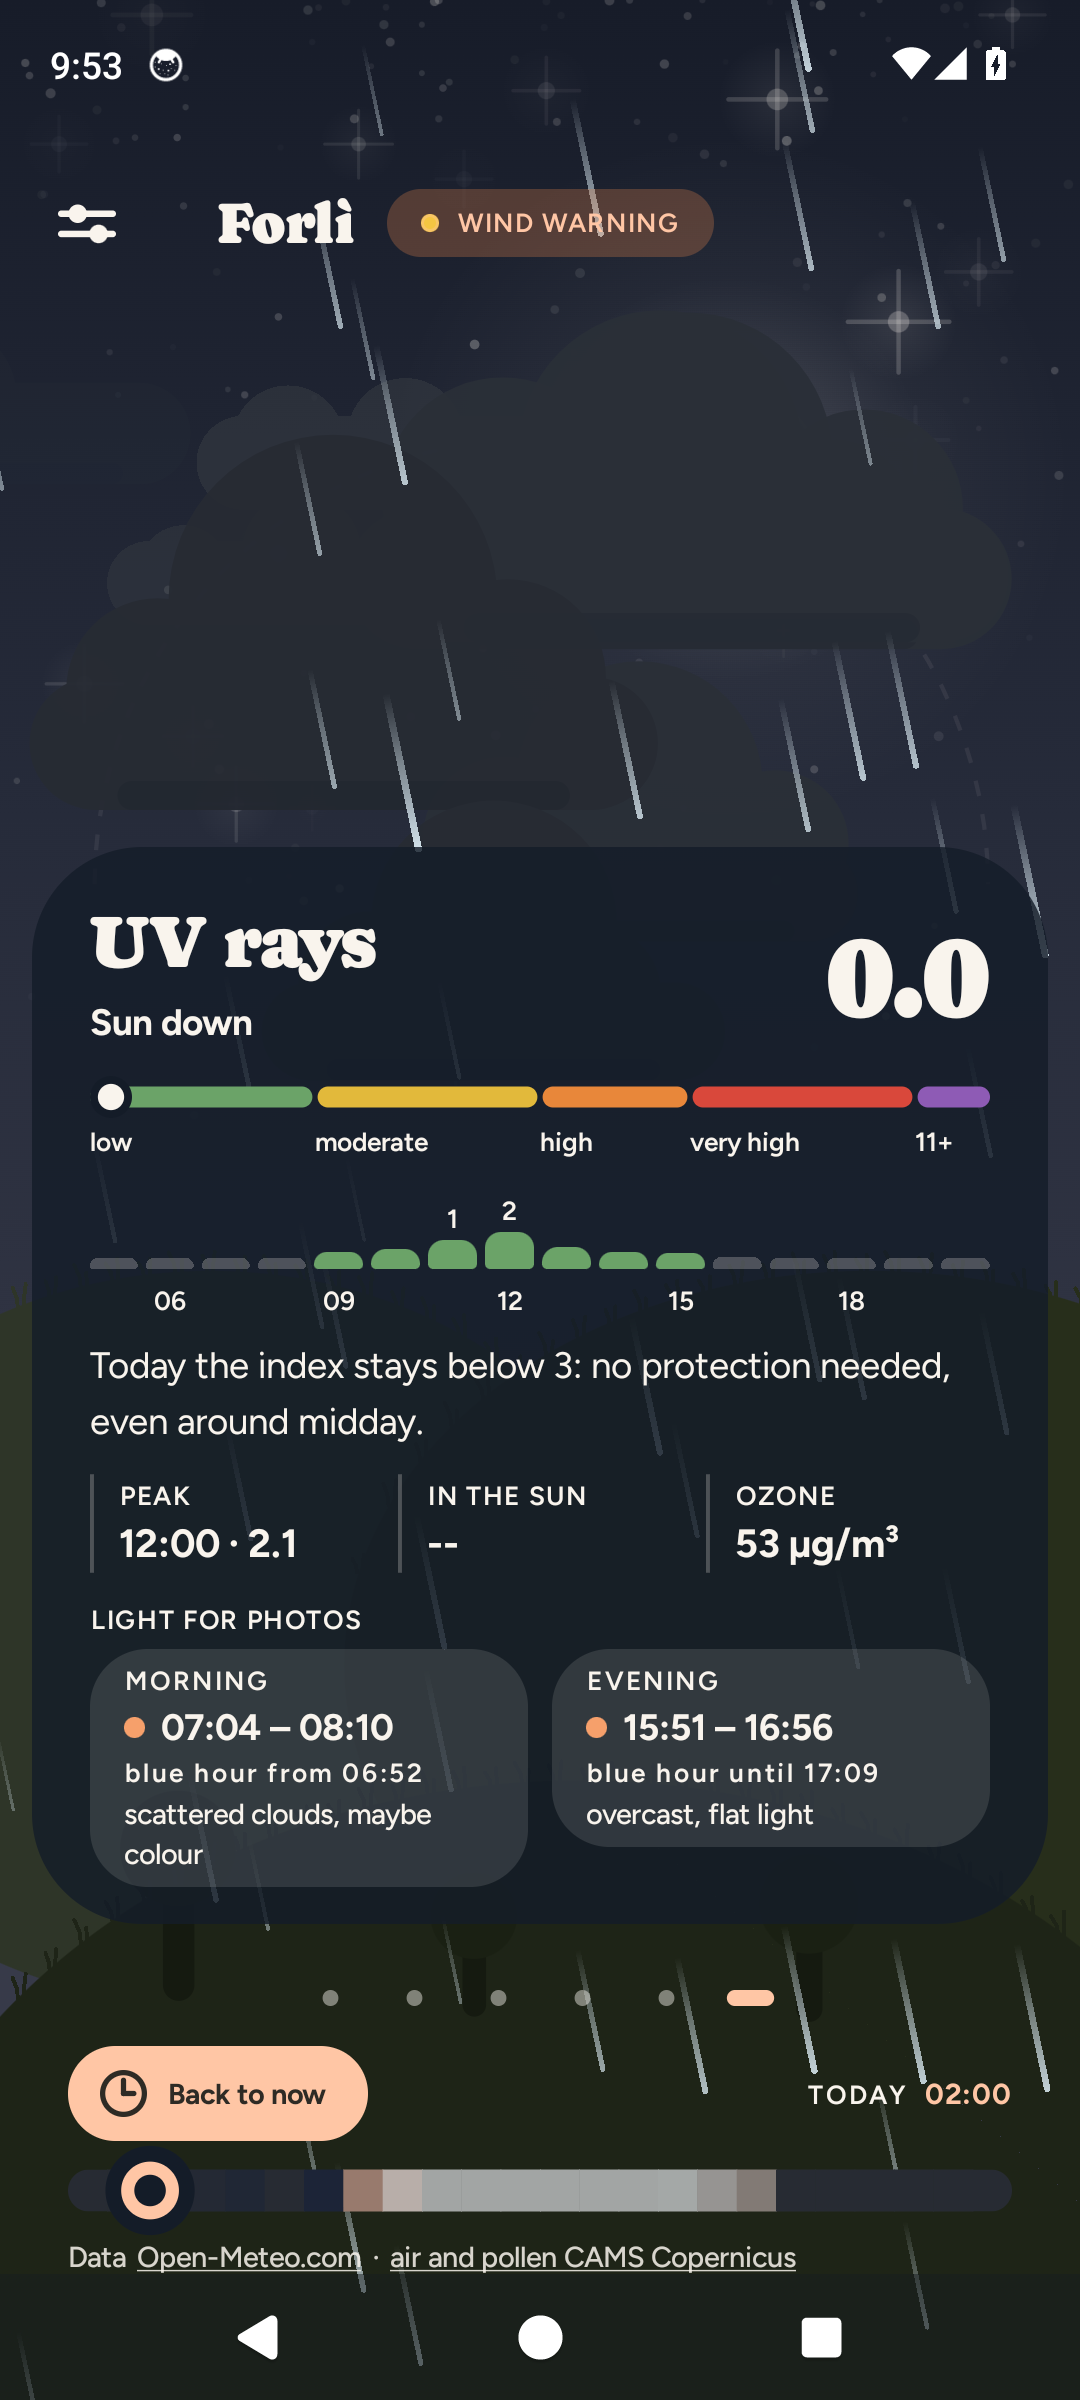 9:53
Forlì
WIND WARNING
UV rays
0.0
Sun down
low moderate high very high 11+
1 2
06 09 12 15 18
Today the index stays below 3: no protection needed,
even around midday.
PEAK
12:00 · 2.1
IN THE SUN
--
OZONE
53 µg/m³
LIGHT FOR PHOTOS
MORNING
07:04 – 08:10
blue hour from 06:52
scattered clouds, maybe
colour
EVENING
15:51 – 16:56
blue hour until 17:09
overcast, flat light
Back to now
TODAY 02:00
Data Open-Meteo.com · air and pollen CAMS Copernicus